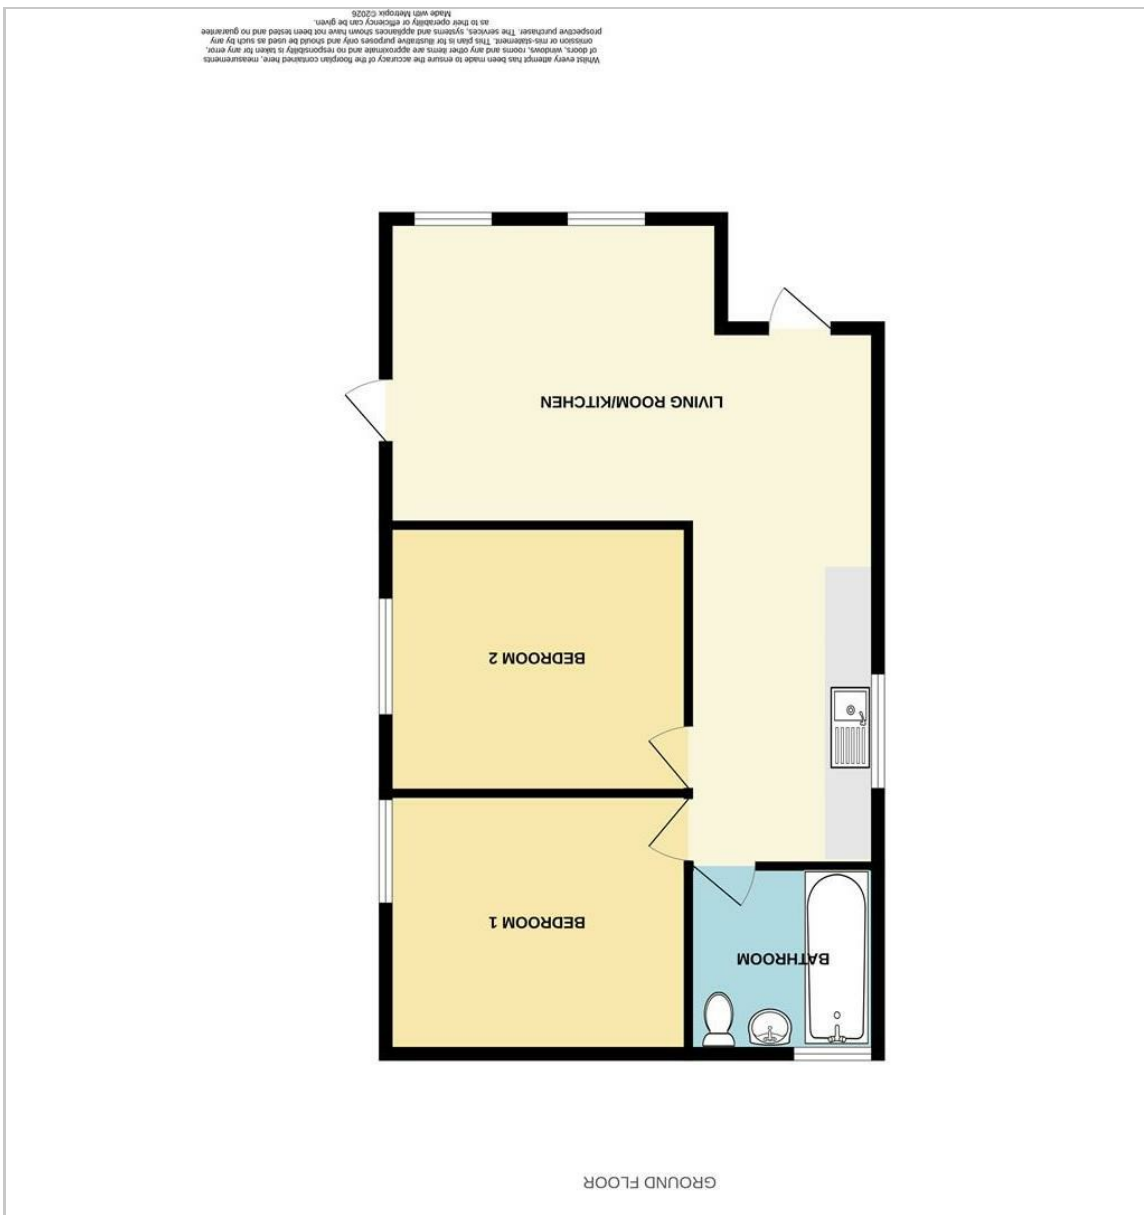 GROUND FLOOR
BATHROOM
BEDROOM 1
BEDROOM 2
LIVING ROOM/KITCHEN
Whilst every attempt has been made to ensure the accuracy of the floorplan contained here, measurements
of doors, windows, rooms and any other items are approximate and no responsibility is taken for any error,
omission or mis-statement. This plan is for illustrative purposes only and should be used as such by any
prospective purchaser. The services, systems and appliances shown have not been tested and no guarantee
as to their operability or efficiency can be given.
Made with Metropix ©2026